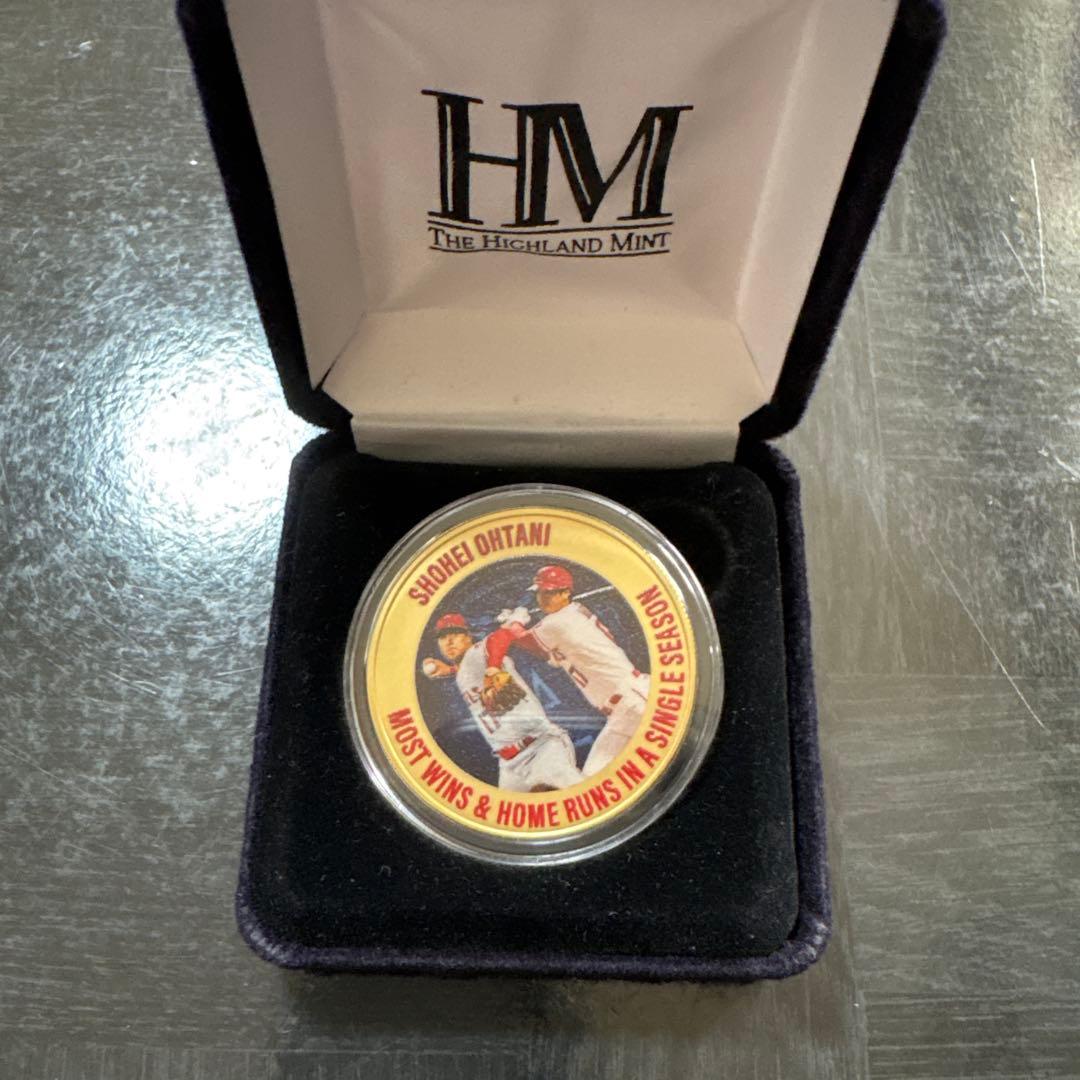 HM
THE HIGHLAND MINT
SHOHEI OHTANI
MOST WINS & HOME RUNS IN A SINGLE SEASON